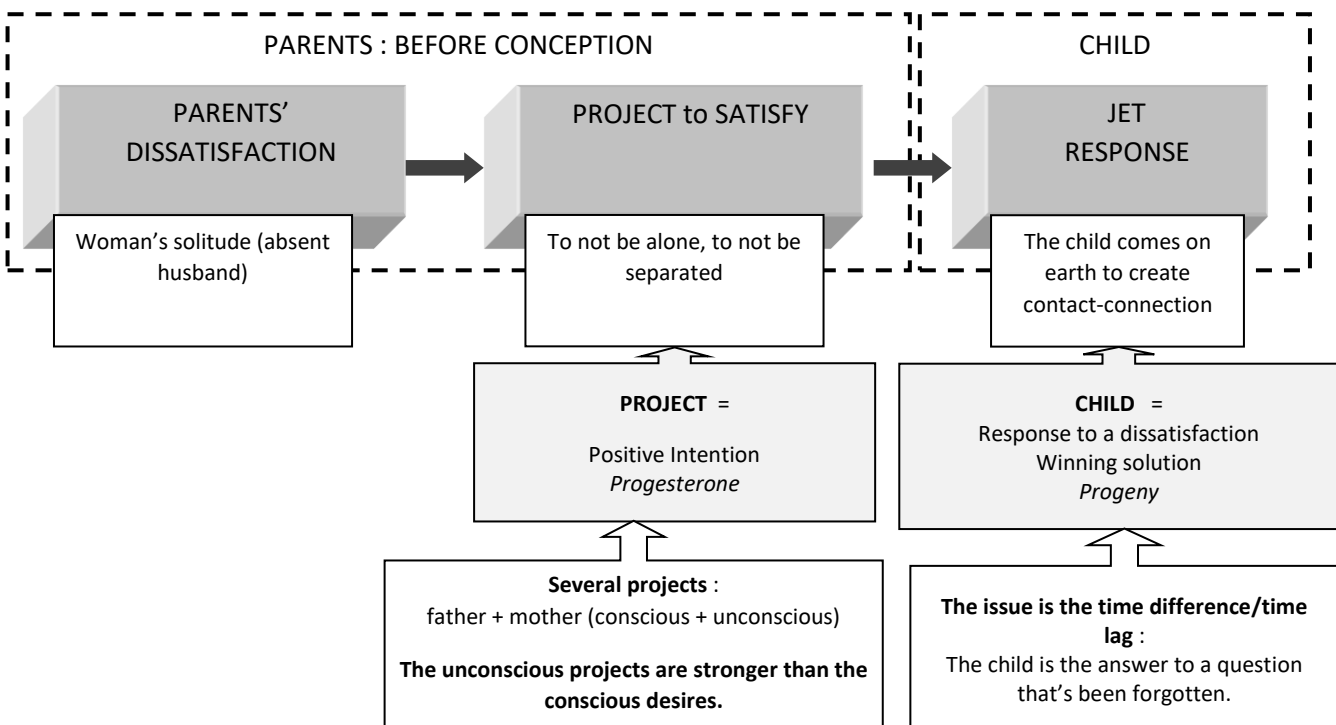 PARENTS : BEFORE CONCEPTION
CHILD
PARENTS’
DISSATISFACTION
PROJECT to SATISFY
JET
RESPONSE
Woman’s solitude (absent
husband)
To not be alone, to not be
separated
The child comes on
earth to create
contact-connection
PROJECT =
Positive Intention
Progesterone
CHILD =
Response to a dissatisfaction
Winning solution
Progeny
Several projects :
father + mother (conscious + unconscious)
The unconscious projects are stronger than the
conscious desires.
The issue is the time difference/time
lag :
The child is the answer to a question
that’s been forgotten.